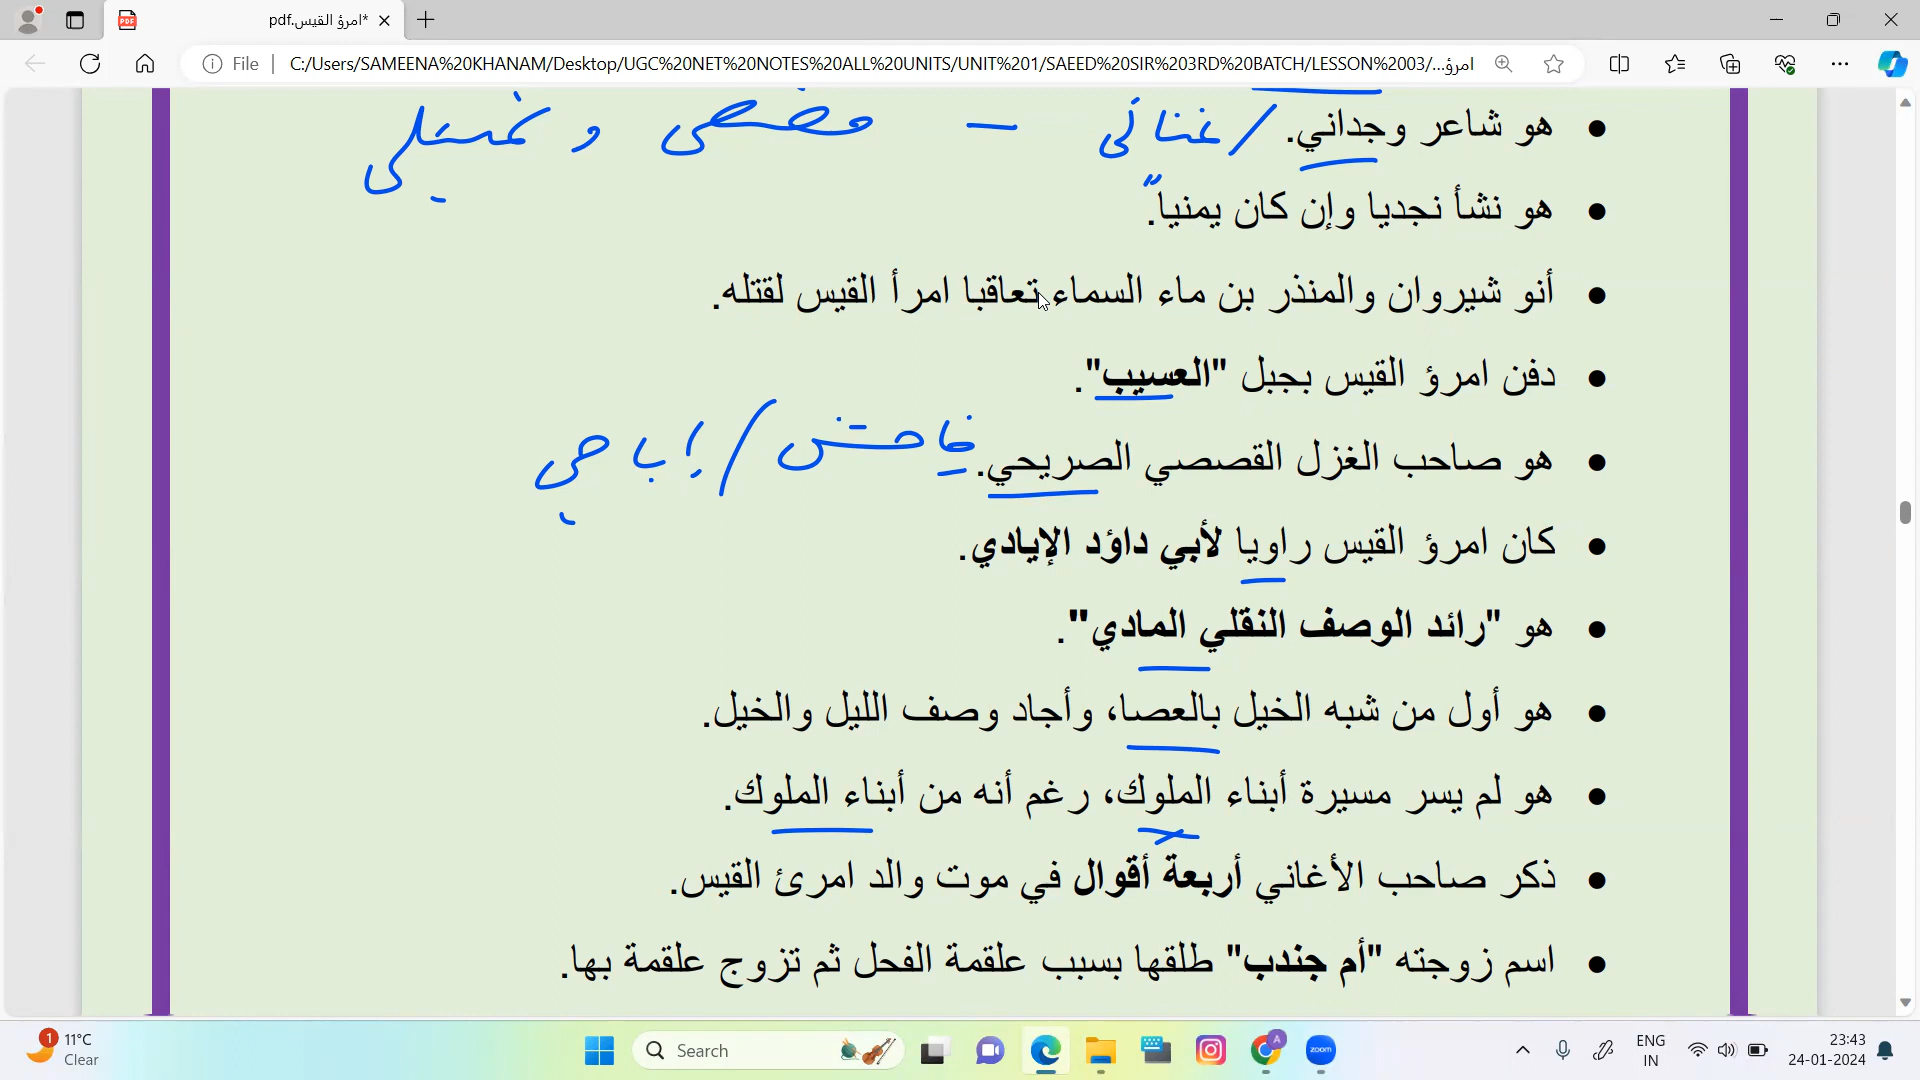 امرؤ القيس.pdf*
File
C:/Users/SAMEENA%20KHANAM/Desktop/UGC%20NET%20NOTES%20ALL%20UNITS/UNIT%201/SAEED%20SIR%203RD%20BATCH/LESSON%2003/...امرؤ
• هو شاعر وجداني. / غنائي – قصصي و تمثيلي
• هو نشأ نجديا وإن كان يمنياً.
• أنو شيروان والمنذر بن ماء السماء تعاقبا امرأ القيس لقتله.
• دفن امرؤ القيس بجبل "العسيب".
• هو صاحب الغزل القصصي الصريحي. فاحش / إباحي
• كان امرؤ القيس راويا لأبي داؤد الإيادي.
• هو "رائد الوصف النقلي المادي".
• هو أول من شبه الخيل بالعصا، وأجاد وصف الليل والخيل.
• هو لم يسر مسيرة أبناء الملوك، رغم أنه من أبناء الملوك.
• ذكر صاحب الأغاني أربعة أقوال في موت والد امرئ القيس.
• اسم زوجته "أم جندب" طلقها بسبب علقمة الفحل ثم تزوج علقمة بها.
1
11°C
Clear
Search
A
zoom
ENG
IN
23:43
24-01-2024